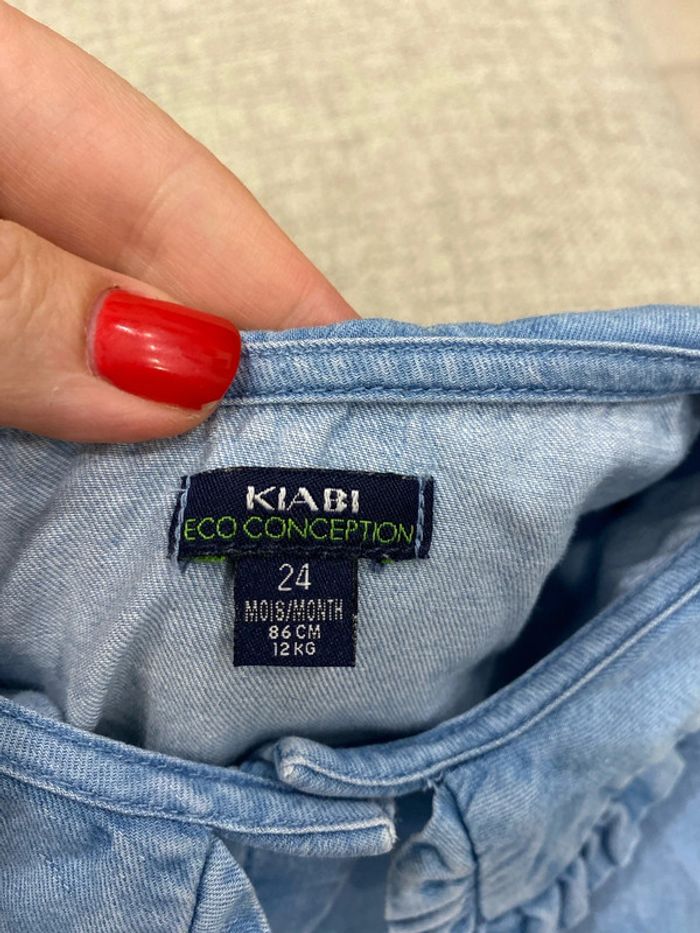 KIABI
ECO CONCEPTION
24
MOIS/MONTH
86 CM
12 KG